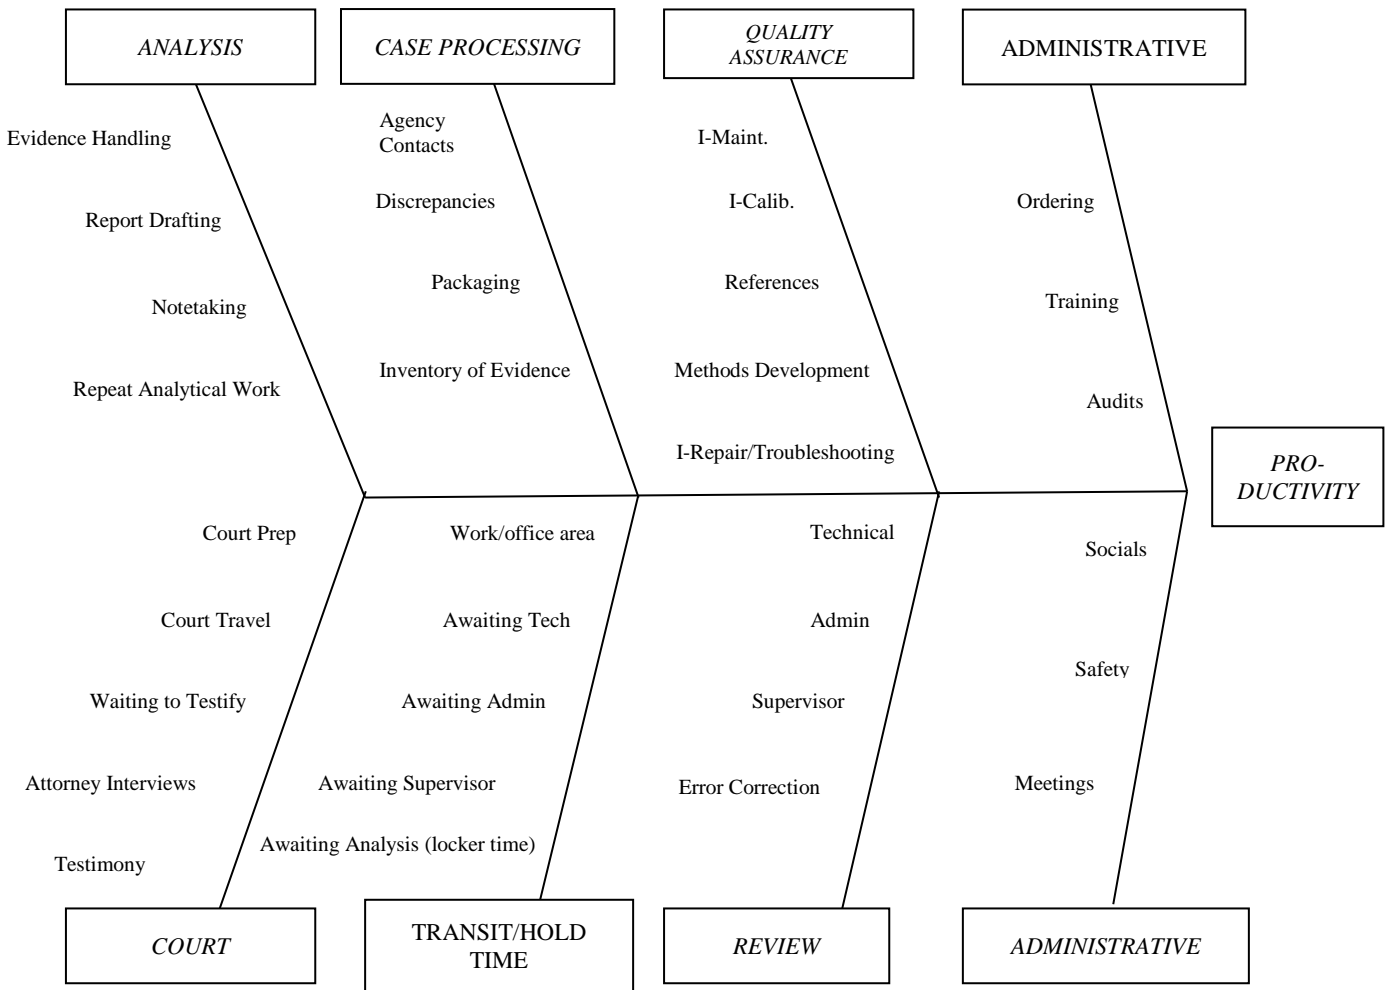 ANALYSIS
CASE PROCESSING
QUALITY
ASSURANCE
ADMINISTRATIVE
Evidence Handling
Report Drafting
Notetaking
Repeat Analytical Work
Agency
Contacts
Discrepancies
Packaging
Inventory of Evidence
I-Maint.
I-Calib.
References
Methods Development
I-Repair/Troubleshooting
Ordering
Training
Audits
PRO-
DUCTIVITY
Court Prep
Court Travel
Waiting to Testify
Attorney Interviews
Testimony
Work/office area
Awaiting Tech
Awaiting Admin
Awaiting Supervisor
Awaiting Analysis (locker time)
Technical
Admin
Supervisor
Error Correction
Socials
Safety
Meetings
COURT
TRANSIT/HOLD
TIME
REVIEW
ADMINISTRATIVE